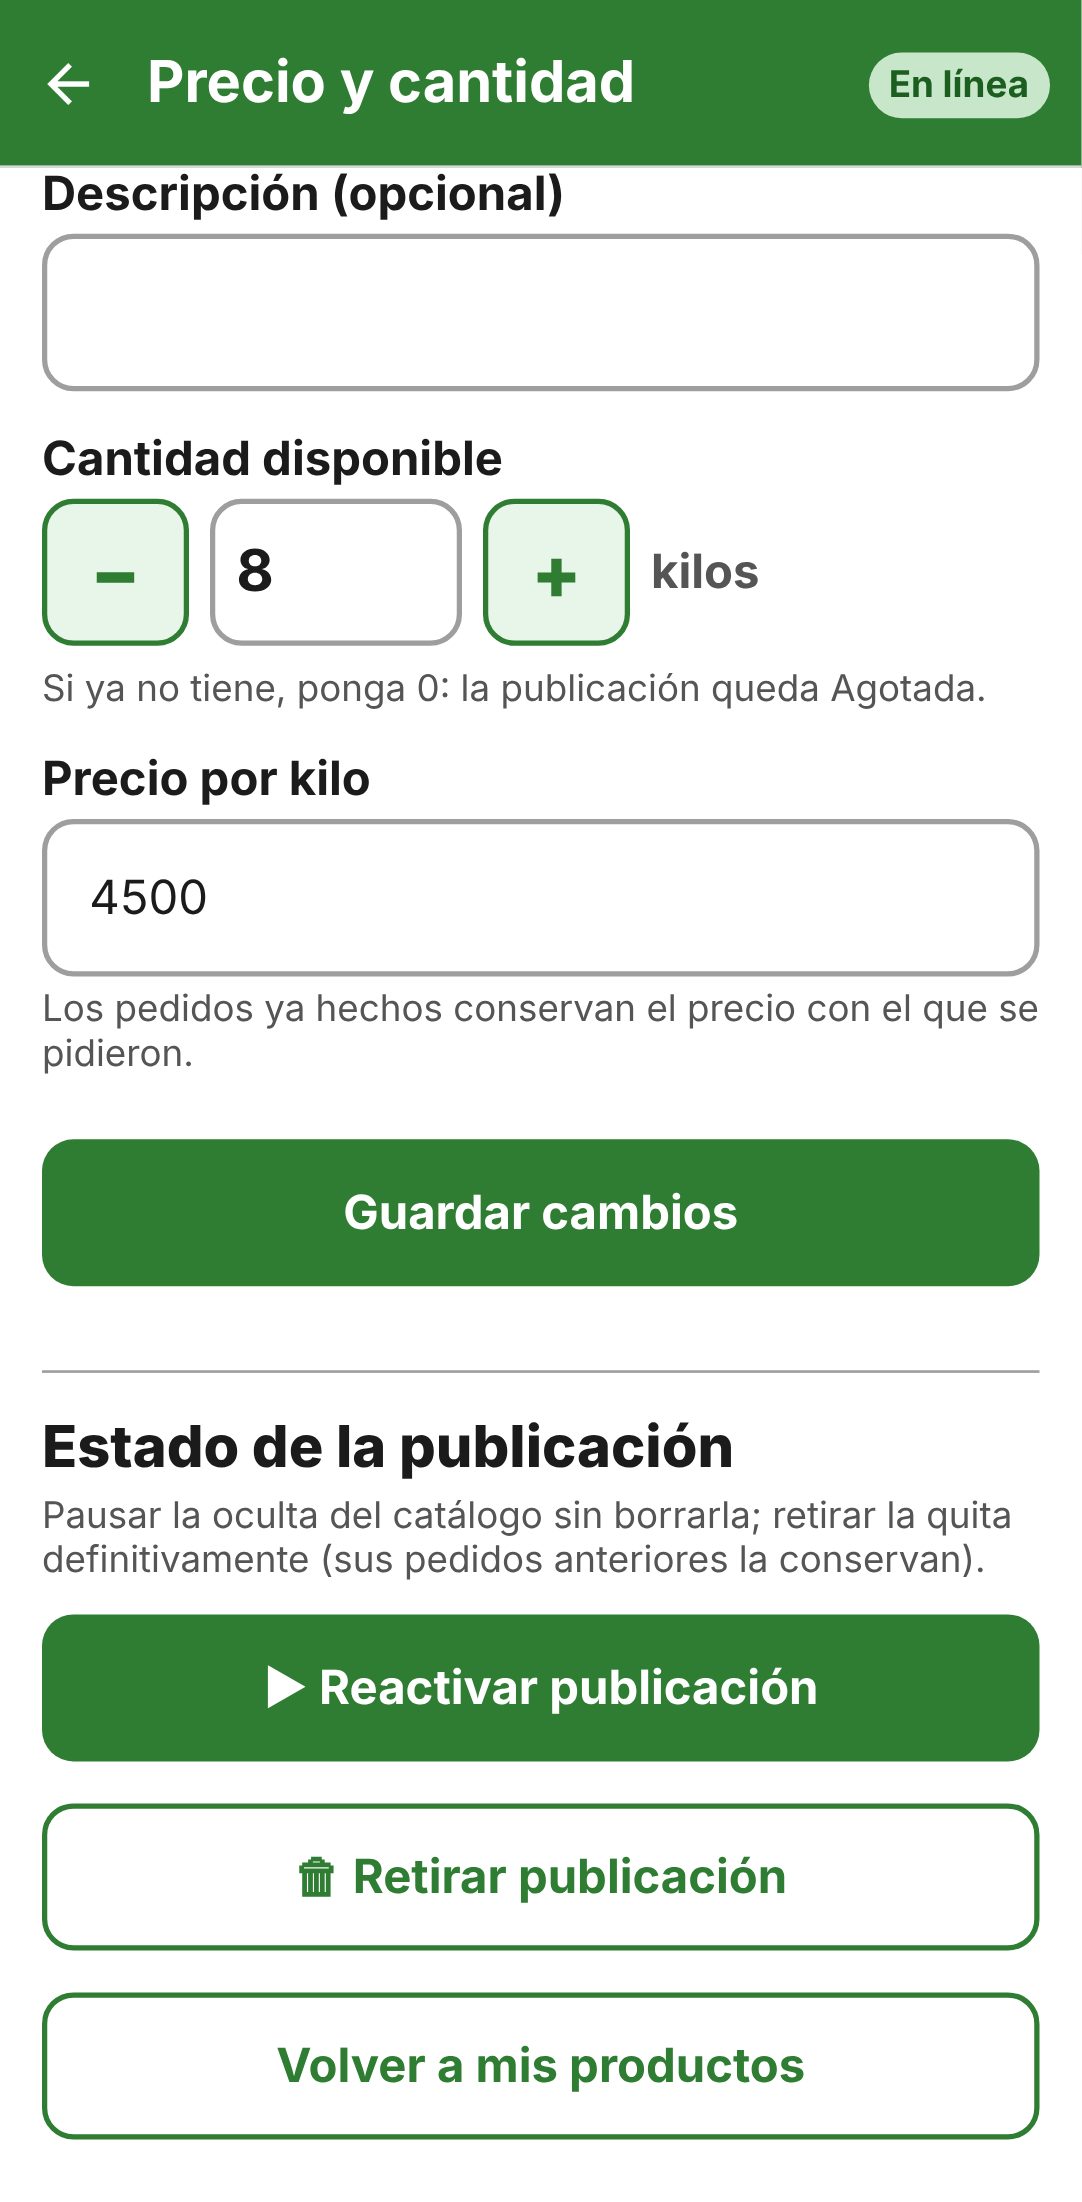 Precio y cantidad
En línea
Descripción (opcional)
Cantidad disponible
−
8
+
kilos
Si ya no tiene, ponga 0: la publicación queda Agotada.
Precio por kilo
4500
Los pedidos ya hechos conservan el precio con el que se
pidieron.
Guardar cambios
Estado de la publicación
Pausar la oculta del catálogo sin borrarla; retirar la quita
definitivamente (sus pedidos anteriores la conservan).
Reactivar publicación
Retirar publicación
Volver a mis productos